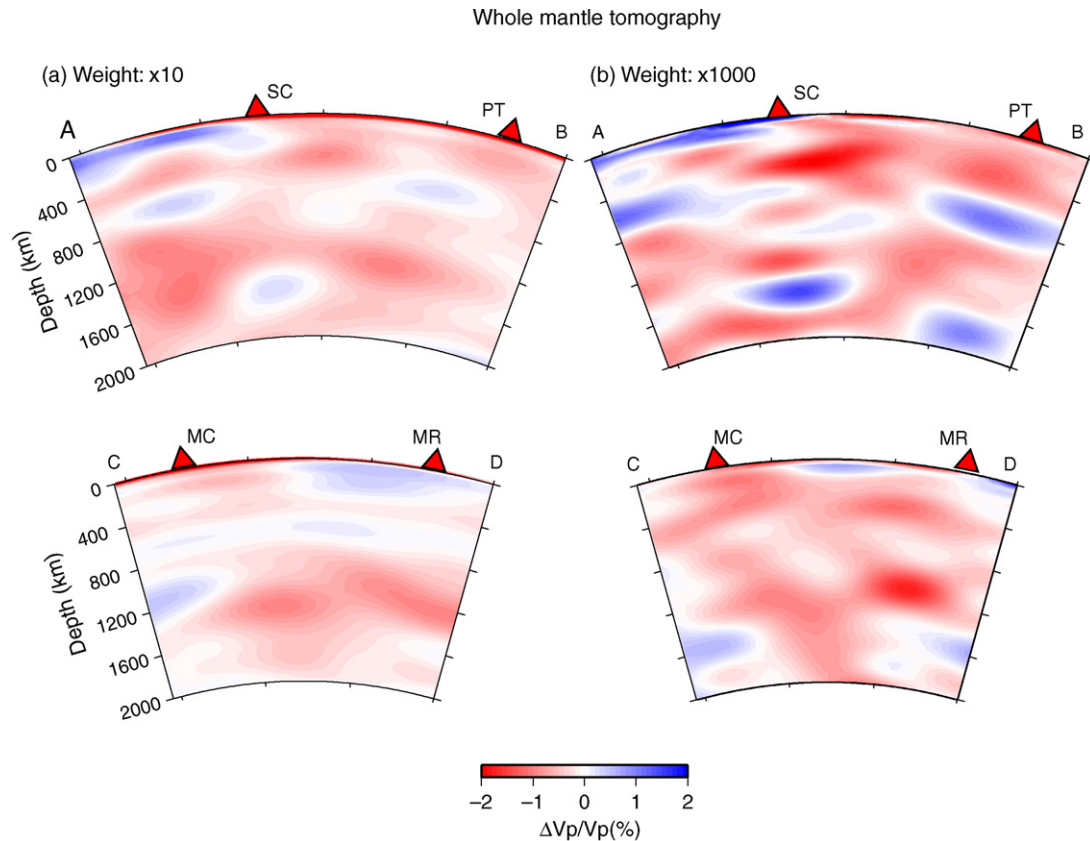 Whole mantle tomography
(a) Weight: x10
(b) Weight: x1000
SC
PT
A
B
0
400
800
1200
1600
2000
Depth (km)
SC
PT
A
B
MC
MR
C
D
0
400
800
1200
1600
2000
Depth (km)
MC
MR
C
D
−2 −1 0 1 2
ΔVp/Vp(%)